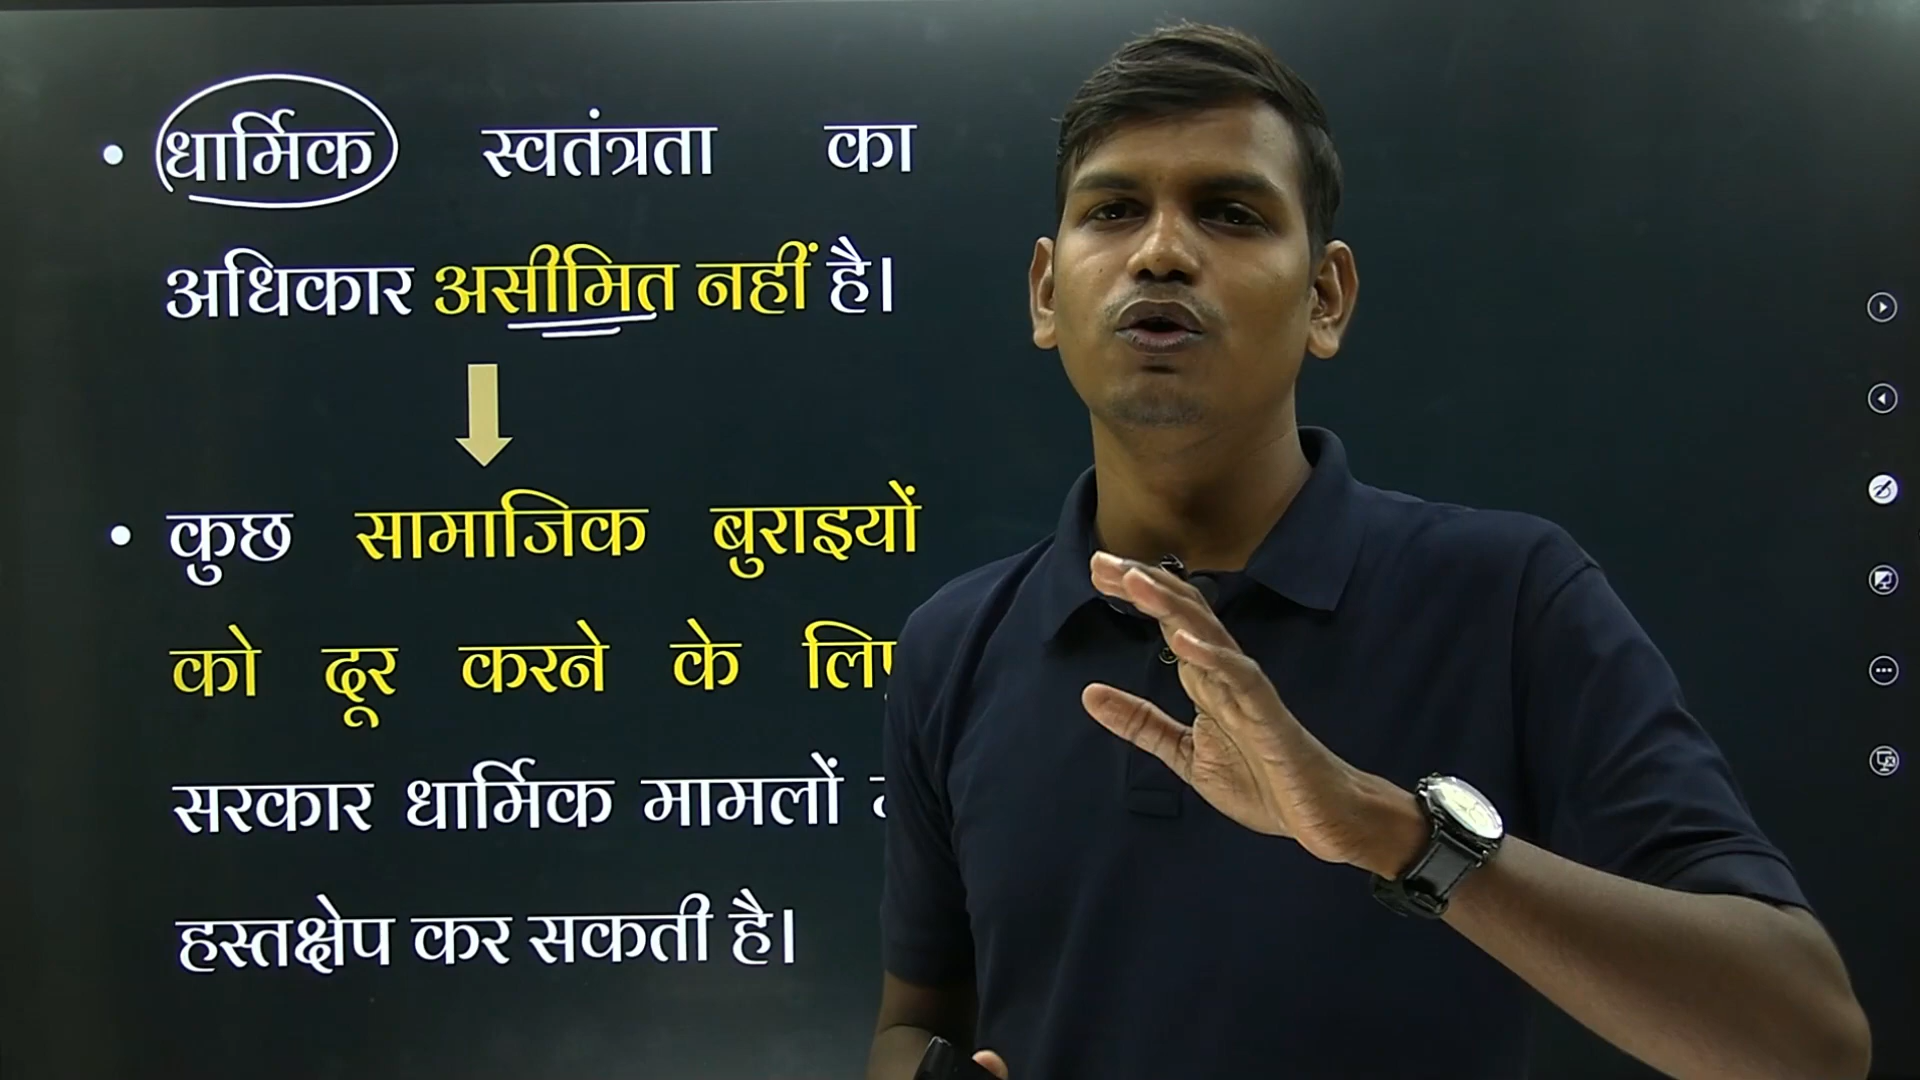 • धार्मिक स्वतंत्रता का
अधिकार असीमित नहीं है।
• कुछ सामाजिक बुराइयों
को दूर करने के
सरकार धार्मिक मामलों
हस्तक्षेप कर सकती है।